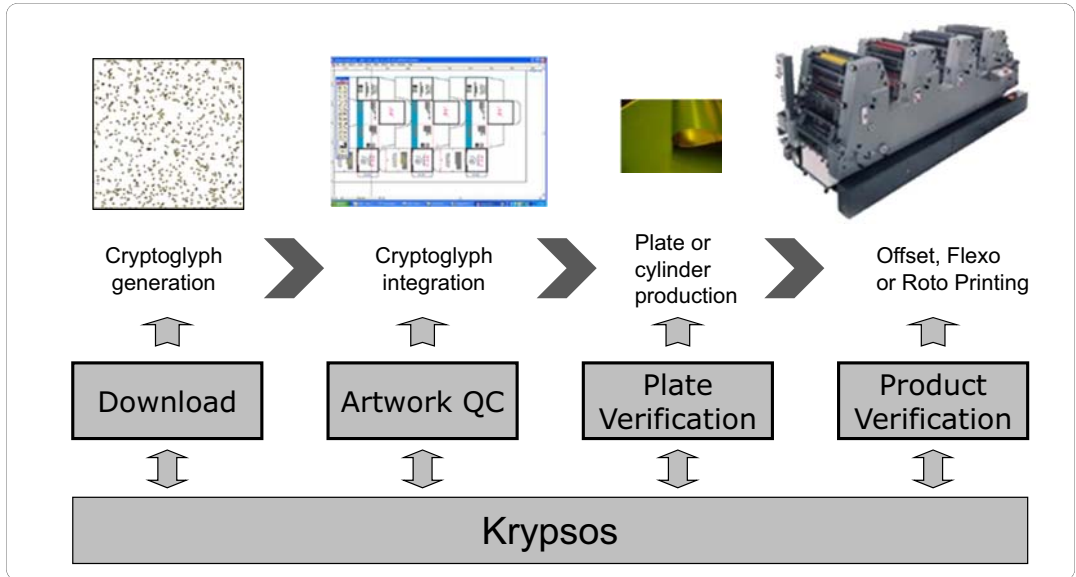 Cryptoglyph
generation
Cryptoglyph
integration
Plate or
cylinder
production
Offset, Flexo
or Roto Printing
Download
Artwork QC
Plate
Verification
Product
Verification
Krypsos